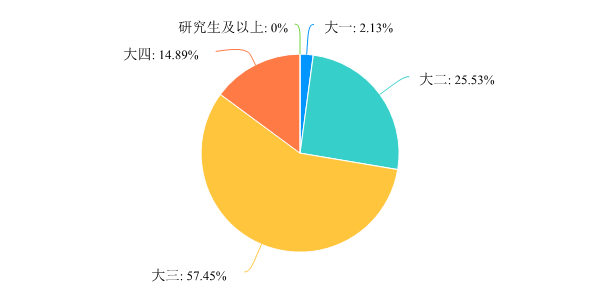 研究生及以上: 0%
大一: 2.13%
大四: 14.89%
大二: 25.53%
大三: 57.45%